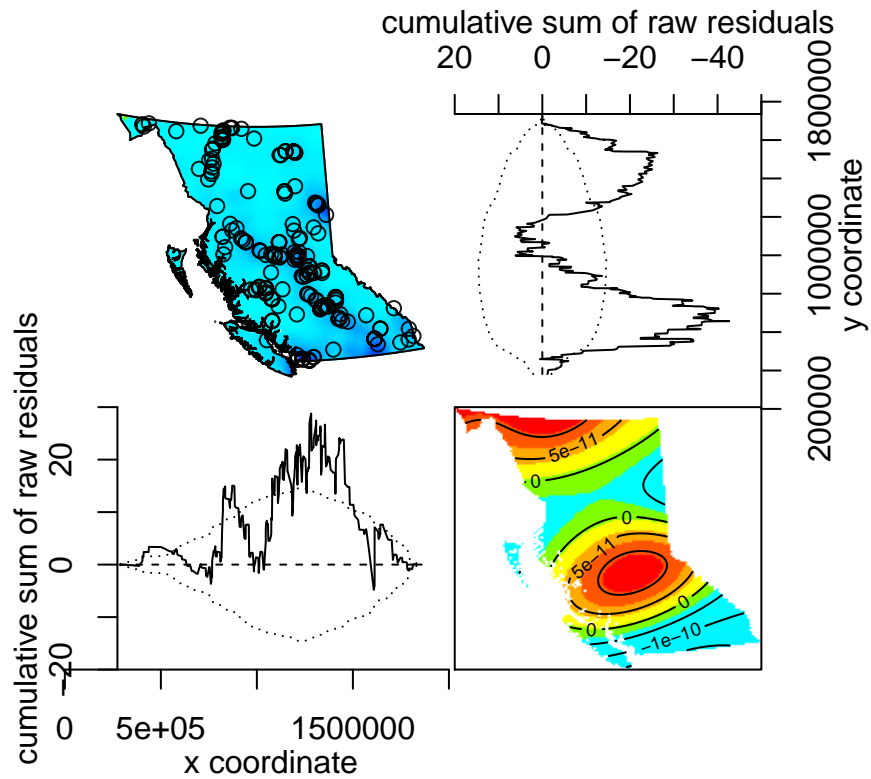 cumulative sum of raw residuals
20 0 −20 −40
200000 1000000 1800000
y coordinate
cumulative sum of raw residuals
20 0 20
0 5e+05 1500000
x coordinate
5e−11
0
0
5e−11
0
0
−1e−10